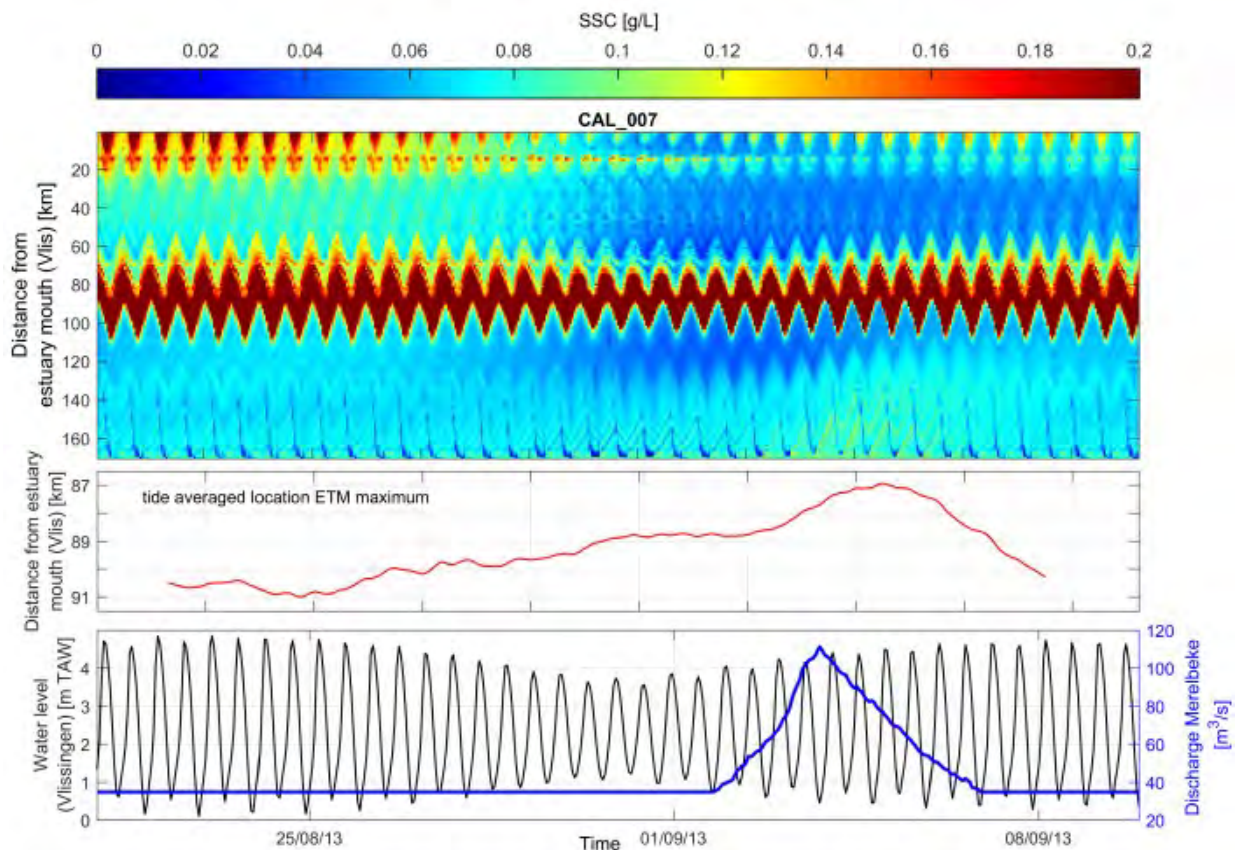 SSC [g/L]
0 0.02 0.04 0.06 0.08 0.1 0.12 0.14 0.16 0.18 0.2
CAL_007
Distance from
estuary mouth (Vlis) [km]
20
40
60
80
100
120
140
160
Distance from estuary
mouth (Vlis) [km]
87
89
91
tide averaged location ETM maximum
Water level
(Vlissingen) [m TAW]
4
3
2
1
0
120
100
80
60
40
20
Discharge Merelbeke
[m³/s]
25/08/13 01/09/13 08/09/13
Time